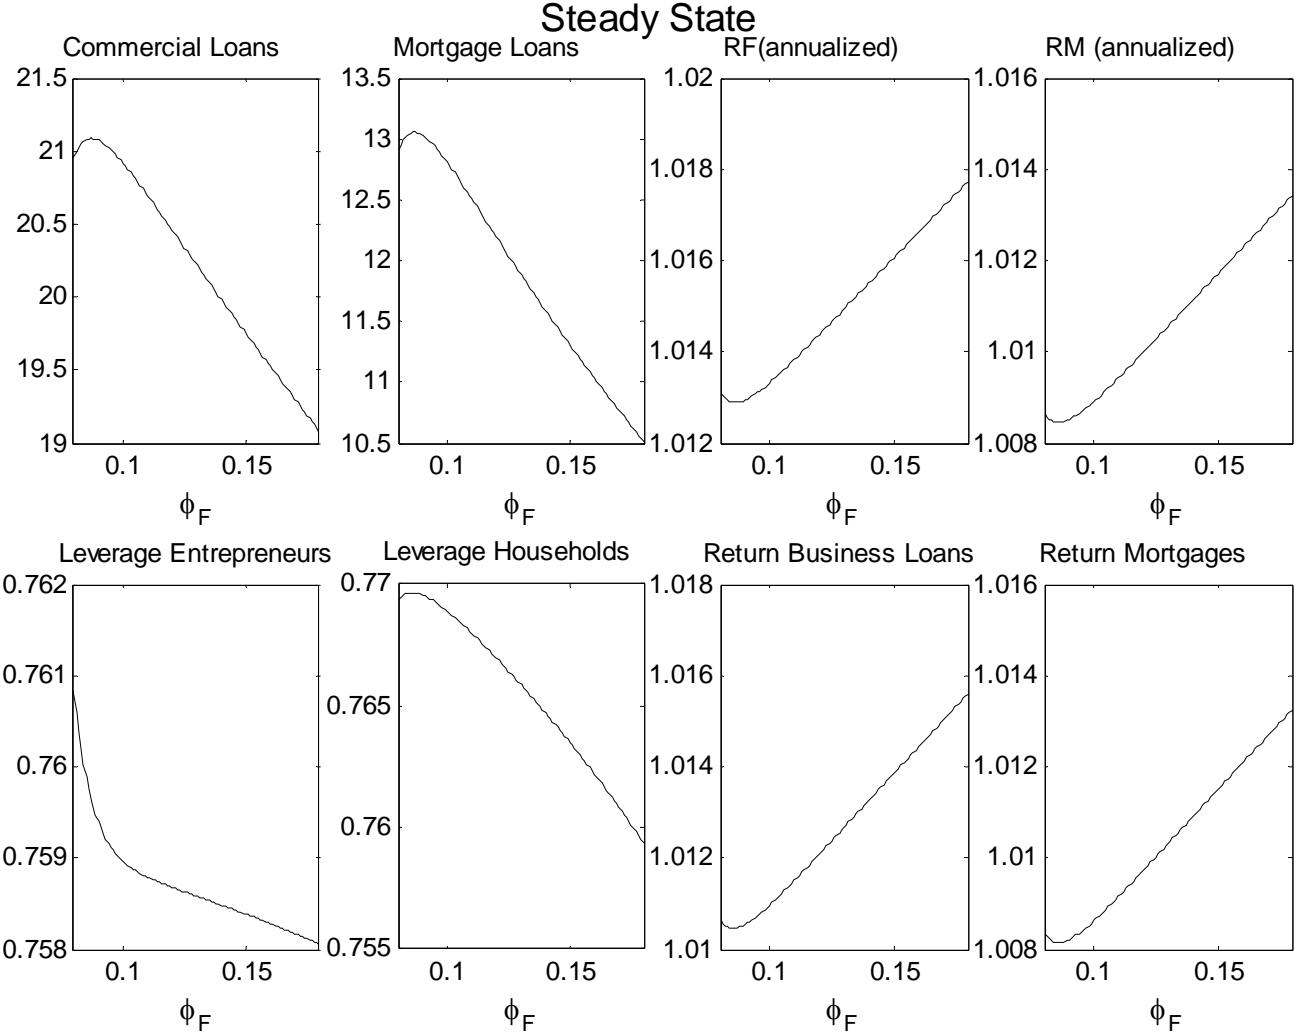 Steady State
Commercial Loans
21.5
21
20.5
20
19.5
19
0.1 0.15
ϕF
Mortgage Loans
13.5
13
12.5
12
11.5
11
10.5
0.1 0.15
ϕF
RF(annualized)
1.02
1.018
1.016
1.014
1.012
0.1 0.15
ϕF
RM (annualized)
1.016
1.014
1.012
1.01
1.008
0.1 0.15
ϕF
Leverage Entrepreneurs
0.762
0.761
0.76
0.759
0.758
0.1 0.15
ϕF
Leverage Households
0.77
0.765
0.76
0.755
0.1 0.15
ϕF
Return Business Loans
1.018
1.016
1.014
1.012
1.01
0.1 0.15
ϕF
Return Mortgages
1.016
1.014
1.012
1.01
1.008
0.1 0.15
ϕF